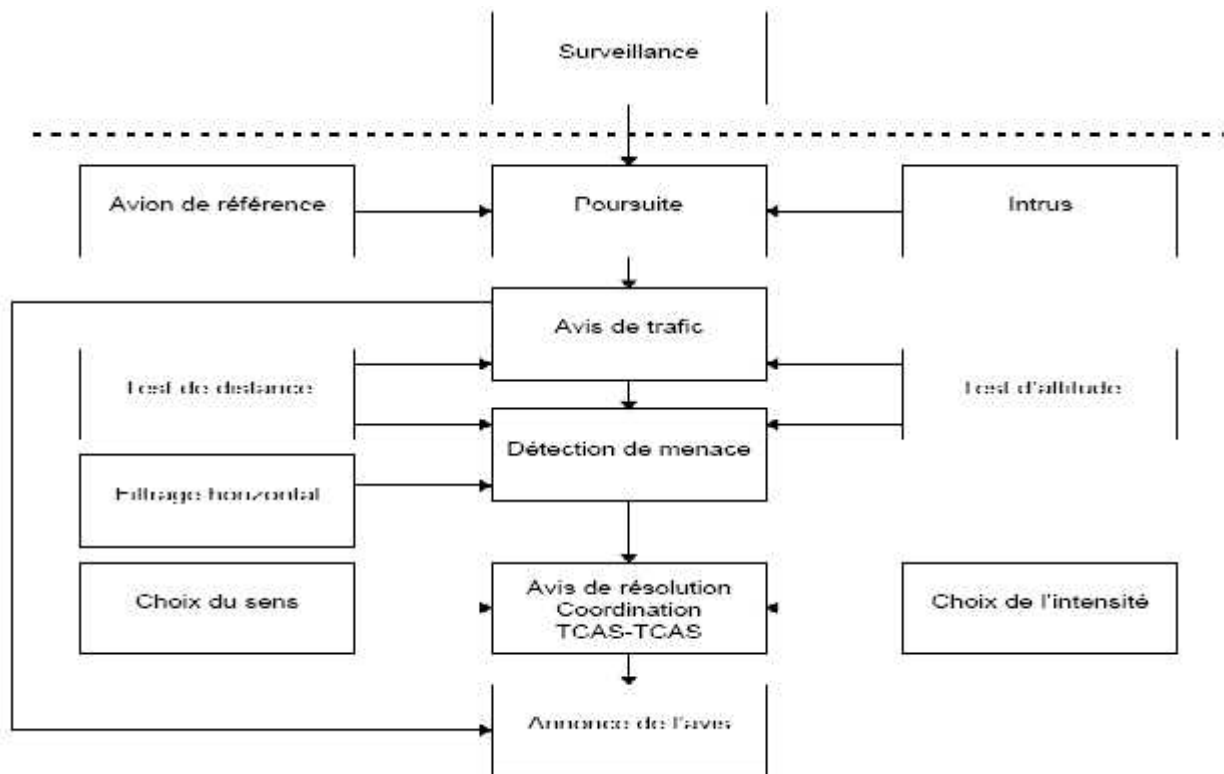 Surveillance
Avion de référence
Poursuite
Intrus
Avis de trafic
Test de distance
Test d'attitude
Détection de menace
Filtrage horizontal
Choix du sens
Avis de résolution
Coordination
TCAS-TCAS
Choix de l'intensité
Annonce de l'avis